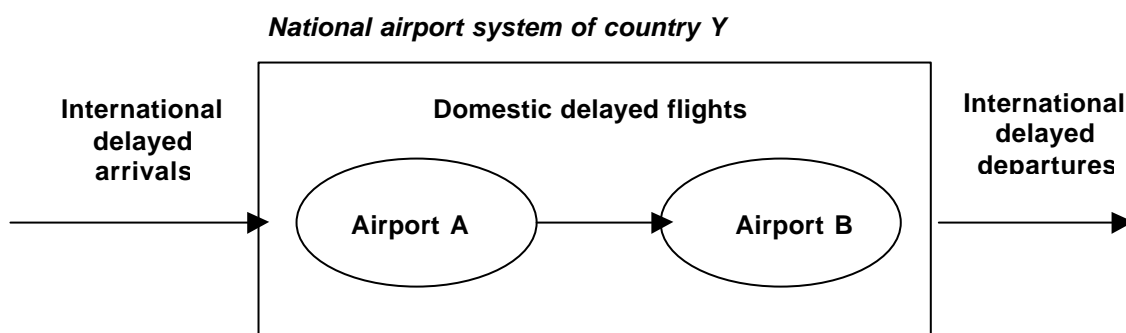 National airport system of country Y
International
delayed
arrivals
Domestic delayed flights
International
delayed
departures
Airport A
Airport B